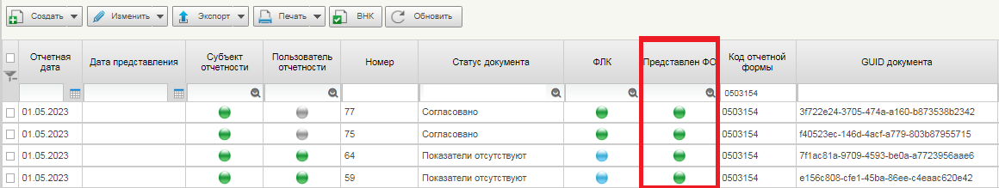 Создать Изменить Экспорт Печать ВНК Обновить
Отчетная дата Дата представления Субъект отчетности Пользователь отчетности Номер Статус документа ФЛК Представлен ФО Код отчетной формы GUID документа
0503154
01.05.2023 77 Согласовано 0503154 3f722e24-3705-474a-a160-b873538b2342
01.05.2023 75 Согласовано 0503154 f40523ec-146d-4acf-a779-803b87955715
01.05.2023 64 Показатели отсутствуют 0503154 7f1ac81a-9709-4593-be0a-a7723956aae6
01.05.2023 59 Показатели отсутствуют 0503154 e156c808-cfe1-45ba-86ee-c4eaac620e42